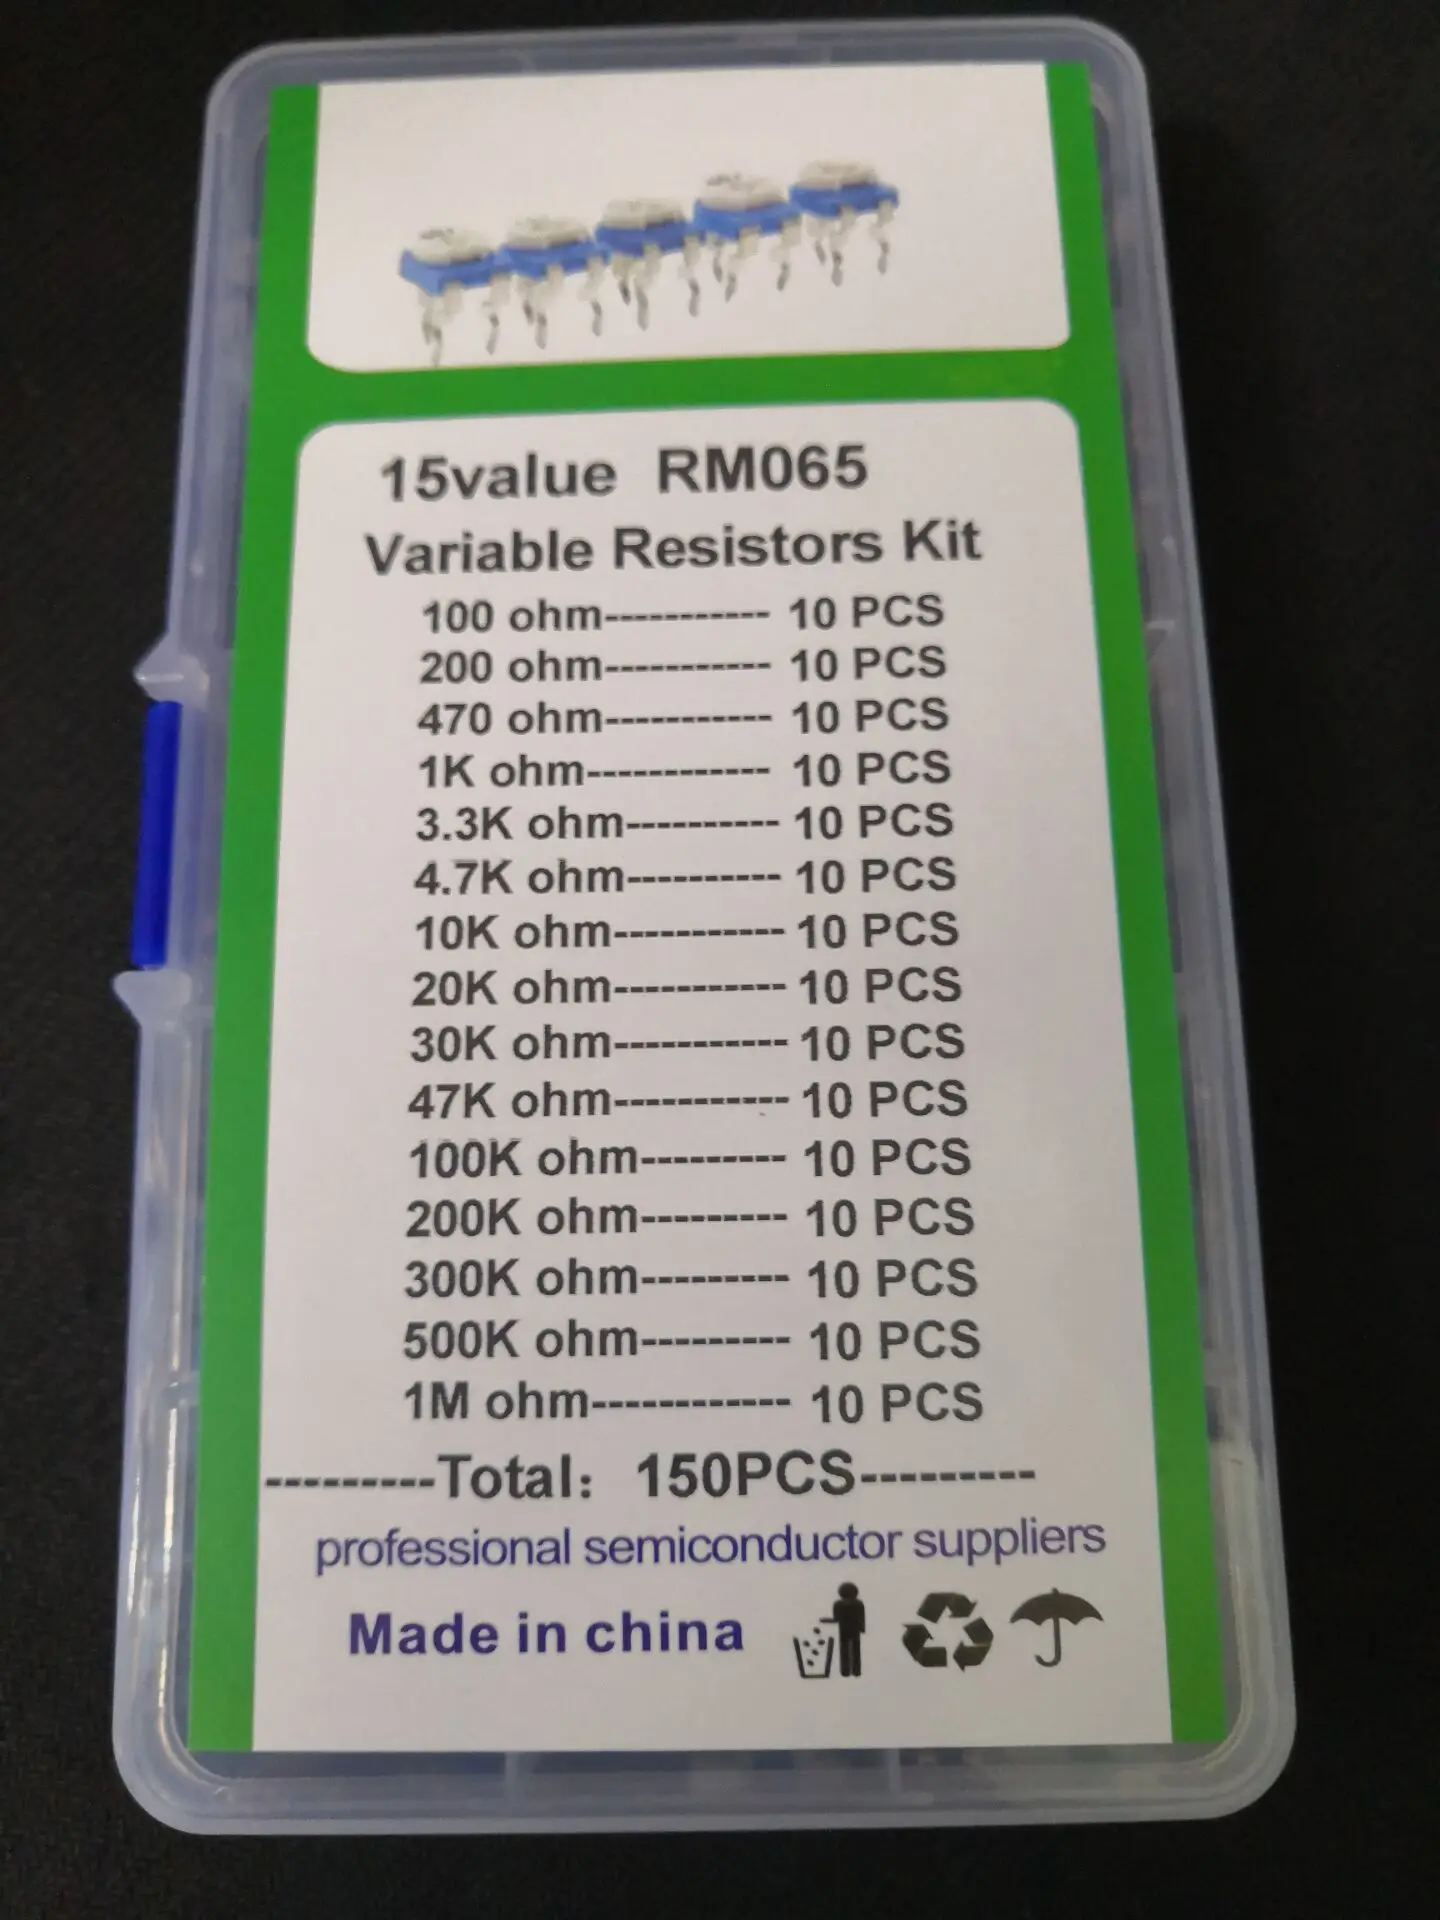 15value RM065
Variable Resistors Kit
100 ohm----------- 10 PCS
200 ohm----------- 10 PCS
470 ohm----------- 10 PCS
1K ohm------------ 10 PCS
3.3K ohm---------- 10 PCS
4.7K ohm---------- 10 PCS
10K ohm----------- 10 PCS
20K ohm----------- 10 PCS
30K ohm----------- 10 PCS
47K ohm----------- 10 PCS
100K ohm--------- 10 PCS
200K ohm--------- 10 PCS
300K ohm--------- 10 PCS
500K ohm--------- 10 PCS
1M ohm------------ 10 PCS
---------Total：150PCS---------
professional semiconductor suppliers
Made in china